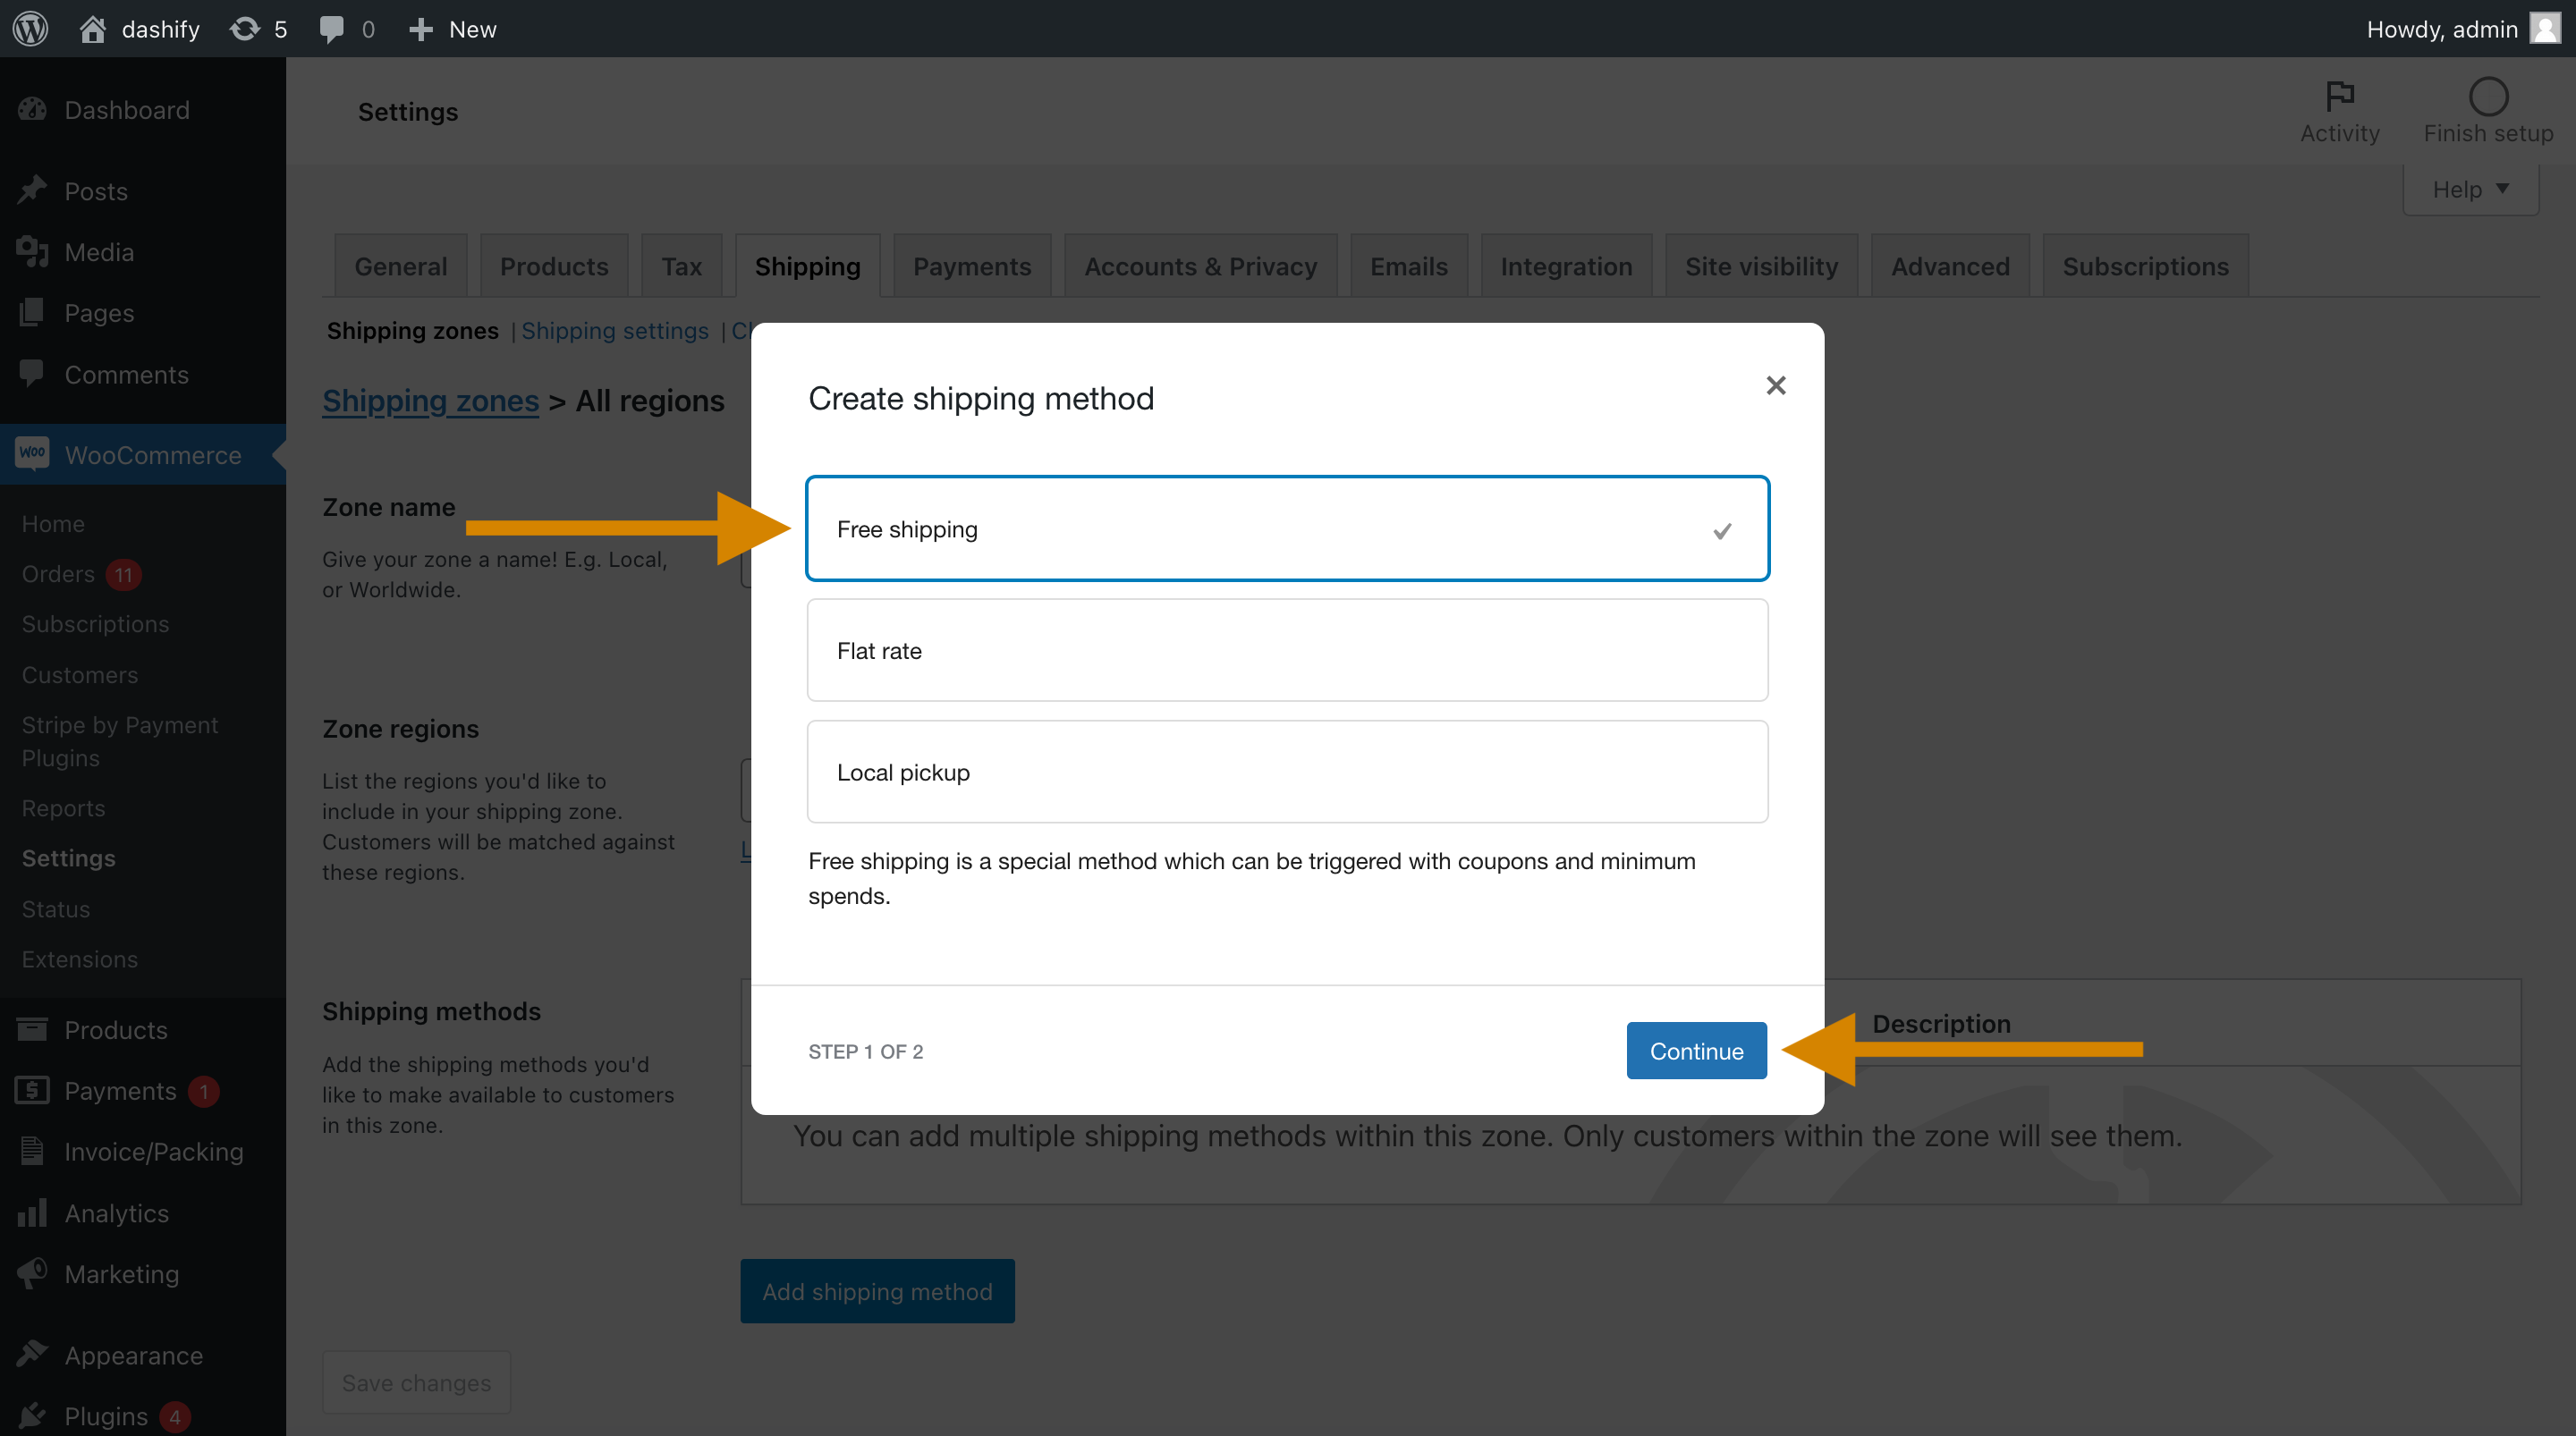 dashify 5 0 New Howdy, admin
Dashboard
Posts
Media
Pages
Comments
WOO WooCommerce
Home
Orders 11
Subscriptions
Customers
Stripe by Payment
Plugins
Reports
Settings
Status
Extensions
Products
Payments 1
Invoice/Packing
Analytics
Marketing
Appearance
Plugins 4
Settings
Activity
Finish setup
Help
General Products Tax Shipping Payments Accounts & Privacy Emails Integration Site visibility Advanced Subscriptions
Shipping zones | Shipping settings |
Shipping zones > All regions
Zone name
Give your zone a name! E.g. Local,
or Worldwide.
Zone regions
List the regions you'd like to
include in your shipping zone.
Customers will be matched against
these regions.
Shipping methods
Add the shipping methods you'd
like to make available to customers
in this zone.
Create shipping method
Free shipping
Flat rate
Local pickup
Free shipping is a special method which can be triggered with coupons and minimum
spends.
STEP 1 OF 2
Continue
Description
You can add multiple shipping methods within this zone. Only customers within the zone will see them.
Add shipping method
Save changes